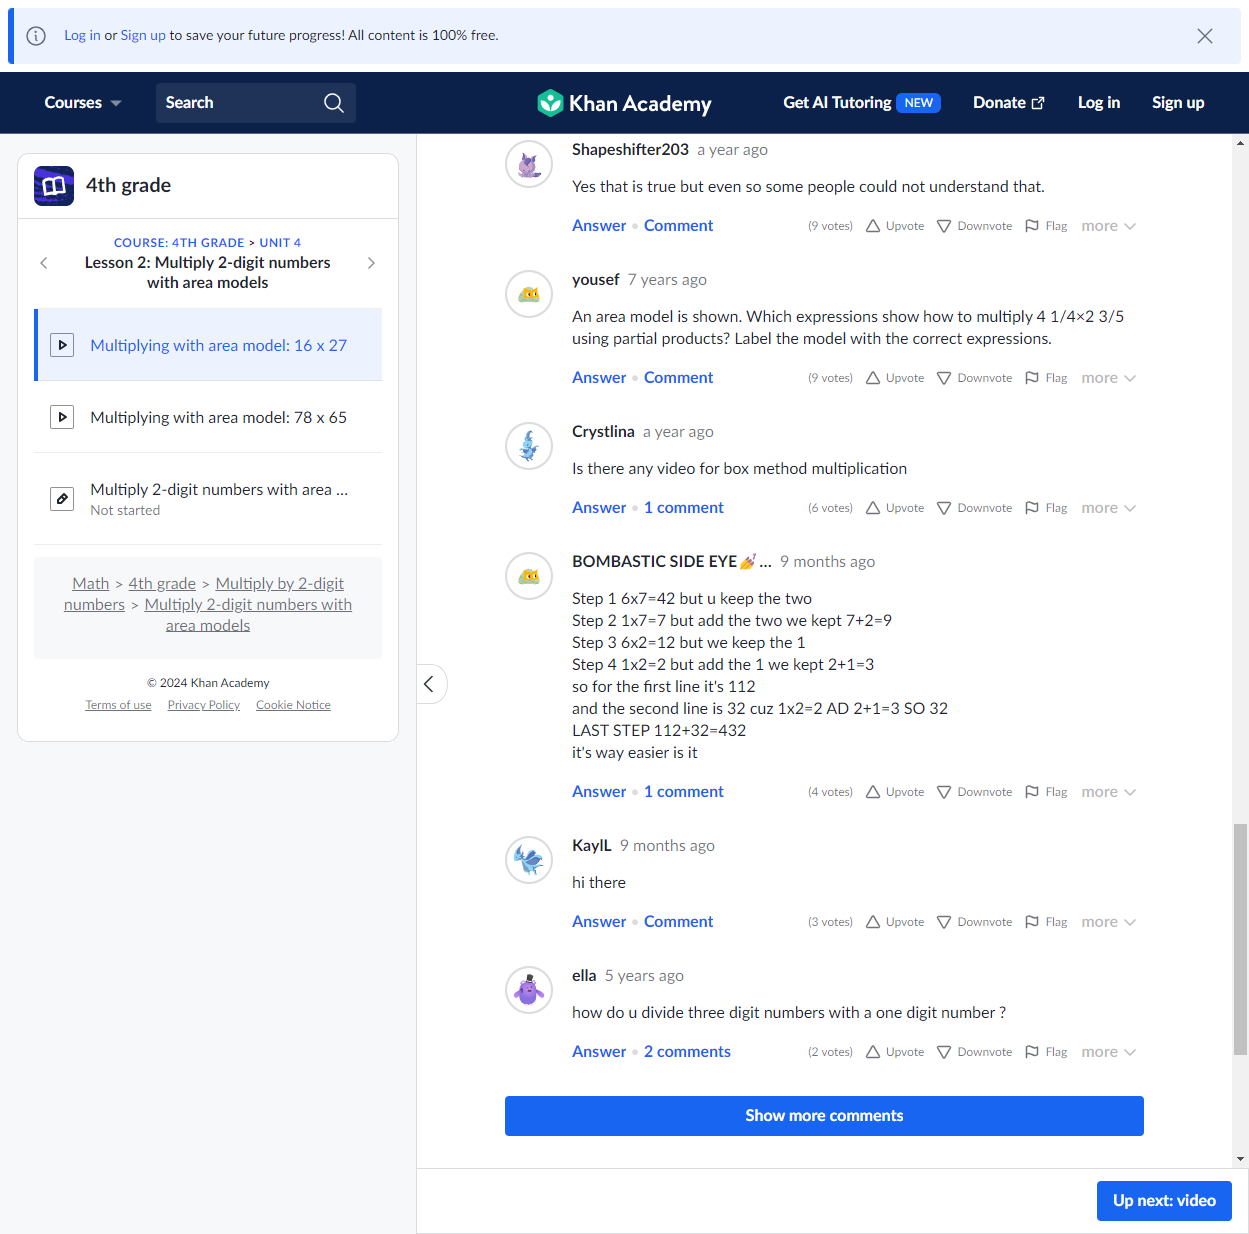 Log in or Sign up to save your future progress! All content is 100% free.
Courses
Search
Khan Academy
Get AI Tutoring NEW
Donate
Log in
Sign up
4th grade
COURSE: 4TH GRADE > UNIT 4
Lesson 2: Multiply 2-digit numbers
with area models
Multiplying with area model: 16 x 27
Multiplying with area model: 78 x 65
Multiply 2-digit numbers with area ...
Not started
Math > 4th grade > Multiply by 2-digit
numbers > Multiply 2-digit numbers with
area models
© 2024 Khan Academy
Terms of use Privacy Policy Cookie Notice
Shapeshifter203 a year ago
Yes that is true but even so some people could not understand that.
Answer • Comment (9 votes) Upvote Downvote Flag more
yousef 7 years ago
An area model is shown. Which expressions show how to multiply 4 1/4×2 3/5
using partial products? Label the model with the correct expressions.
Answer • Comment (9 votes) Upvote Downvote Flag more
Crystlina a year ago
Is there any video for box method multiplication
Answer • 1 comment (6 votes) Upvote Downvote Flag more
BOMBASTIC SIDE EYE💅... 9 months ago
Step 1 6x7=42 but u keep the two
Step 2 1x7=7 but add the two we kept 7+2=9
Step 3 6x2=12 but we keep the 1
Step 4 1x2=2 but add the 1 we kept 2+1=3
so for the first line it's 112
and the second line is 32 cuz 1x2=2 AD 2+1=3 SO 32
LAST STEP 112+32=432
it's way easier is it
Answer • 1 comment (4 votes) Upvote Downvote Flag more
KaylL 9 months ago
hi there
Answer • Comment (3 votes) Upvote Downvote Flag more
ella 5 years ago
how do u divide three digit numbers with a one digit number ?
Answer • 2 comments (2 votes) Upvote Downvote Flag more
Show more comments
Up next: video